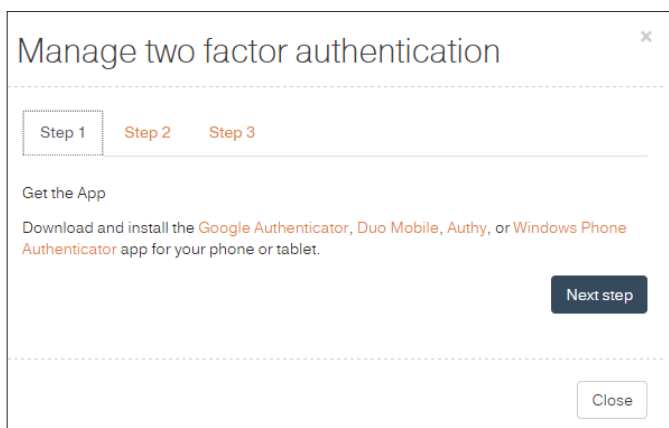 Manage two factor authentication
×
Step 1 Step 2 Step 3
Get the App
Download and install the Google Authenticator, Duo Mobile, Authy, or Windows Phone
Authenticator app for your phone or tablet.
Next step
Close